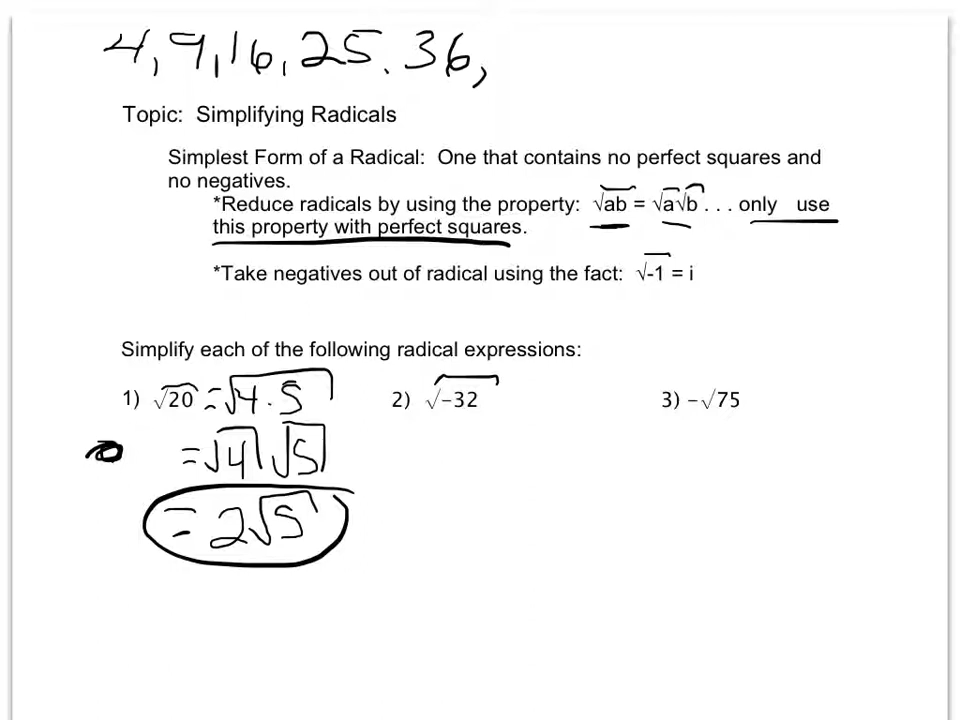 4, 9, 16, 25. 36,
Topic: Simplifying Radicals
Simplest Form of a Radical: One that contains no perfect squares and
no negatives.
*Reduce radicals by using the property: √ab = √a√b . . . only use
this property with perfect squares.
*Take negatives out of radical using the fact: √-1 = i
Simplify each of the following radical expressions:
1) √20 = √4 · 5 2) √-32 3) -√75
= √4 √5
= 2√5